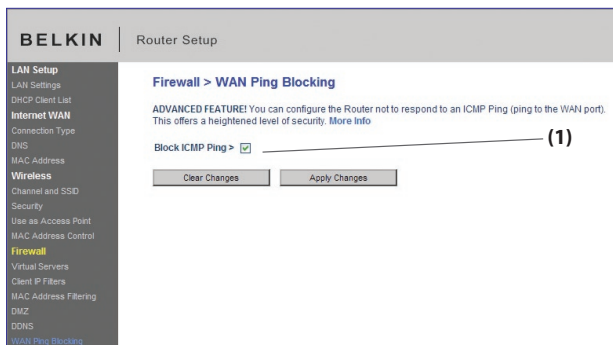 BELKIN
Router Setup
LAN Setup
LAN Settings
DHCP Client List
Internet WAN
Connection Type
DNS
MAC Address
Wireless
Channel and SSID
Security
Use as Access Point
MAC Address Control
Firewall
Virtual Servers
Client IP Filters
MAC Address Filtering
DMZ
DDNS
WAN Ping Blocking
Firewall > WAN Ping Blocking
ADVANCED FEATURE! You can configure the Router not to respond to an ICMP Ping (ping to the WAN port).
This offers a heightened level of security. More Info
Block ICMP Ping >
(1)
Clear Changes
Apply Changes